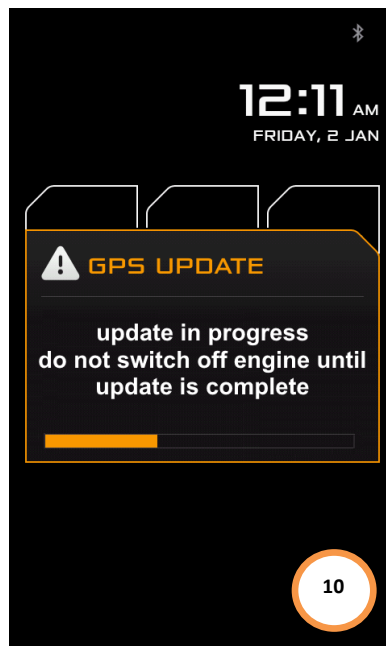 12:11 AM
FRIDAY, 2 JAN
GPS UPDATE
update in progress
do not switch off engine until
update is complete
10